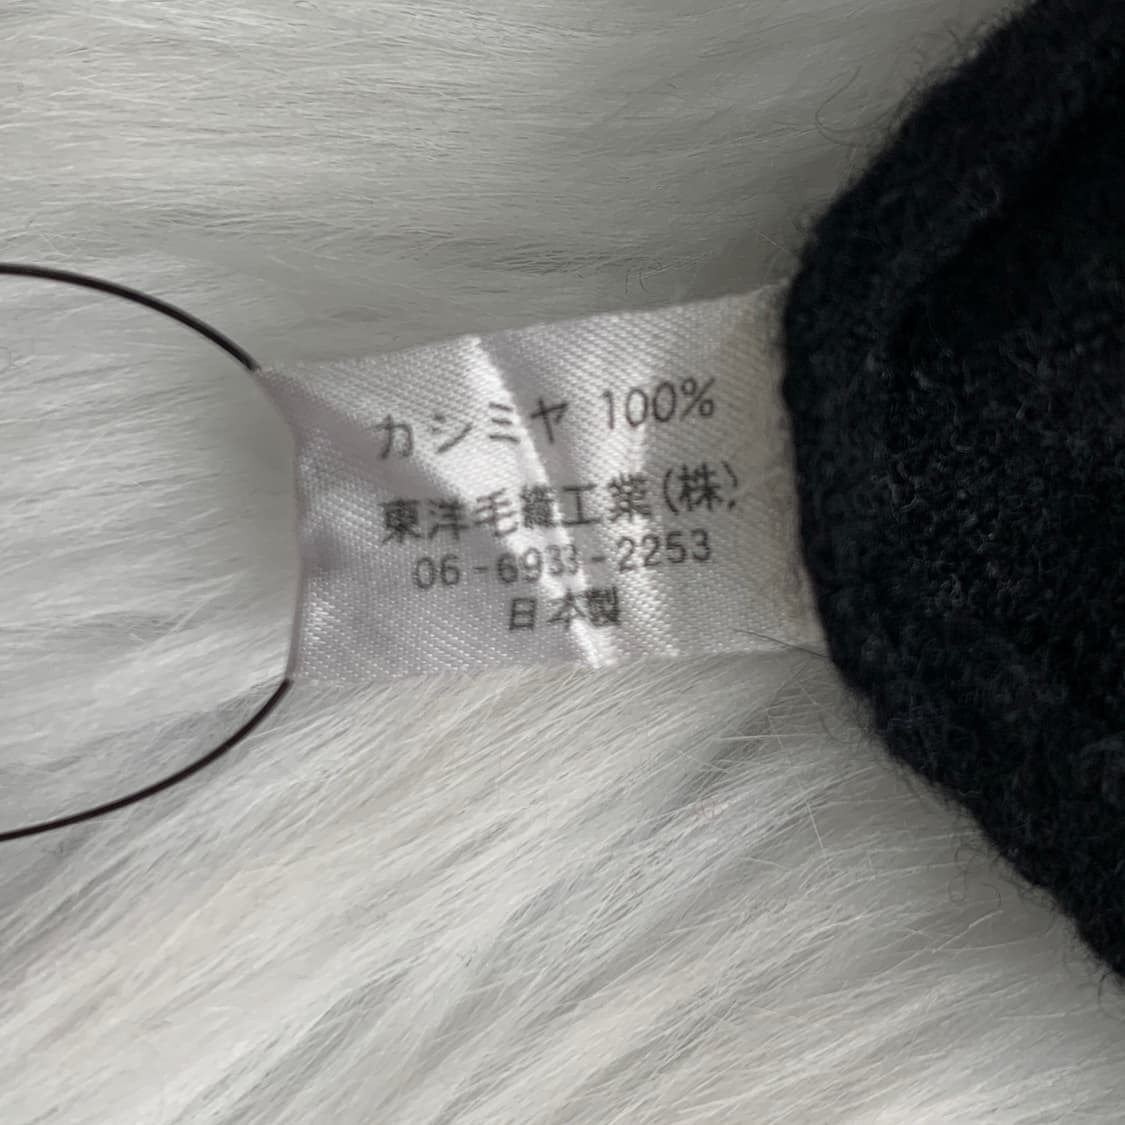 カシミヤ 100%
東洋毛織工業(株)
06-6933-2253
日本製